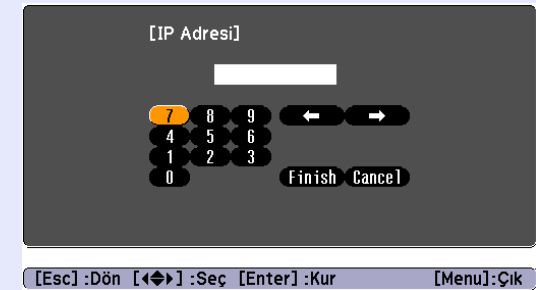 [IP Adresi]
7 8 9 ← →
4 5 6
1 2 3
0 Finish Cancel
[Esc] :Dön [◆] :Seç [Enter] :Kur [Menu]:Çık